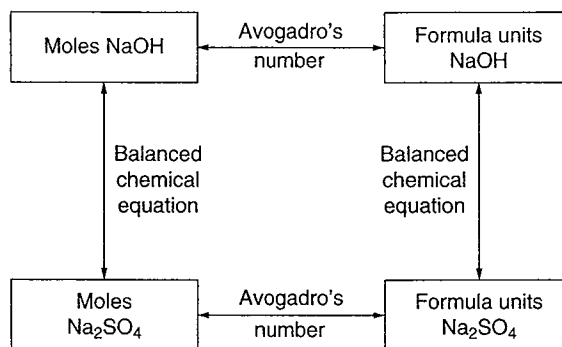 Moles NaOH
Avogadro's
number
Formula units
NaOH
Balanced
chemical
equation
Balanced
chemical
equation
Moles
Na₂SO₄
Avogadro's
number
Formula units
Na₂SO₄